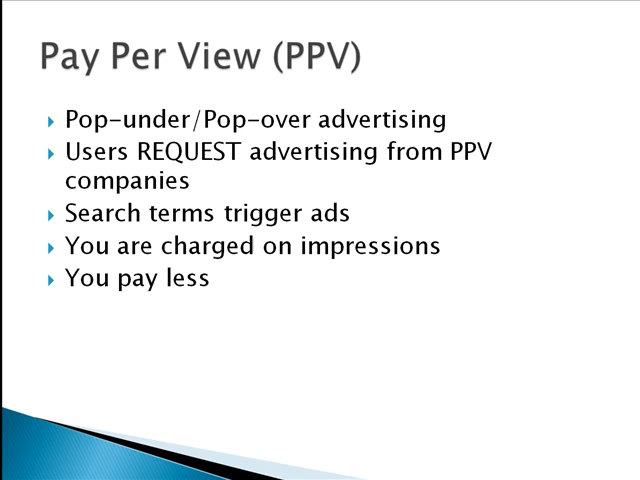 Pay Per View (PPV)
Pop-under/Pop-over advertising
Users REQUEST advertising from PPV
companies
Search terms trigger ads
You are charged on impressions
You pay less